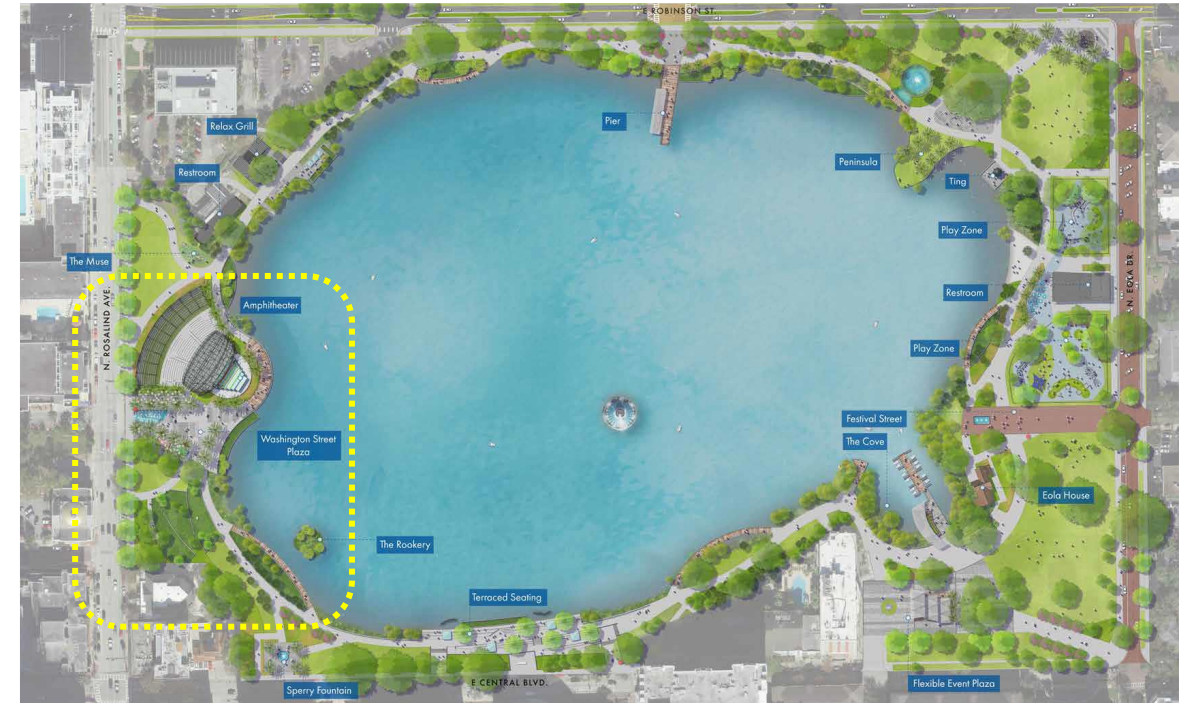 E ROBINSON ST.
Relax Grill
Pier
Restroom
Peninsula
Ting
Play Zone
The Muse
N. EOLA DR.
Restroom
Amphitheater
N. ROSALIND AVE.
Play Zone
Festival Street
Washington Street
Plaza
The Cove
Eola House
The Rookery
Terraced Seating
E CENTRAL BLVD.
Sperry Fountain
Flexible Event Plaza